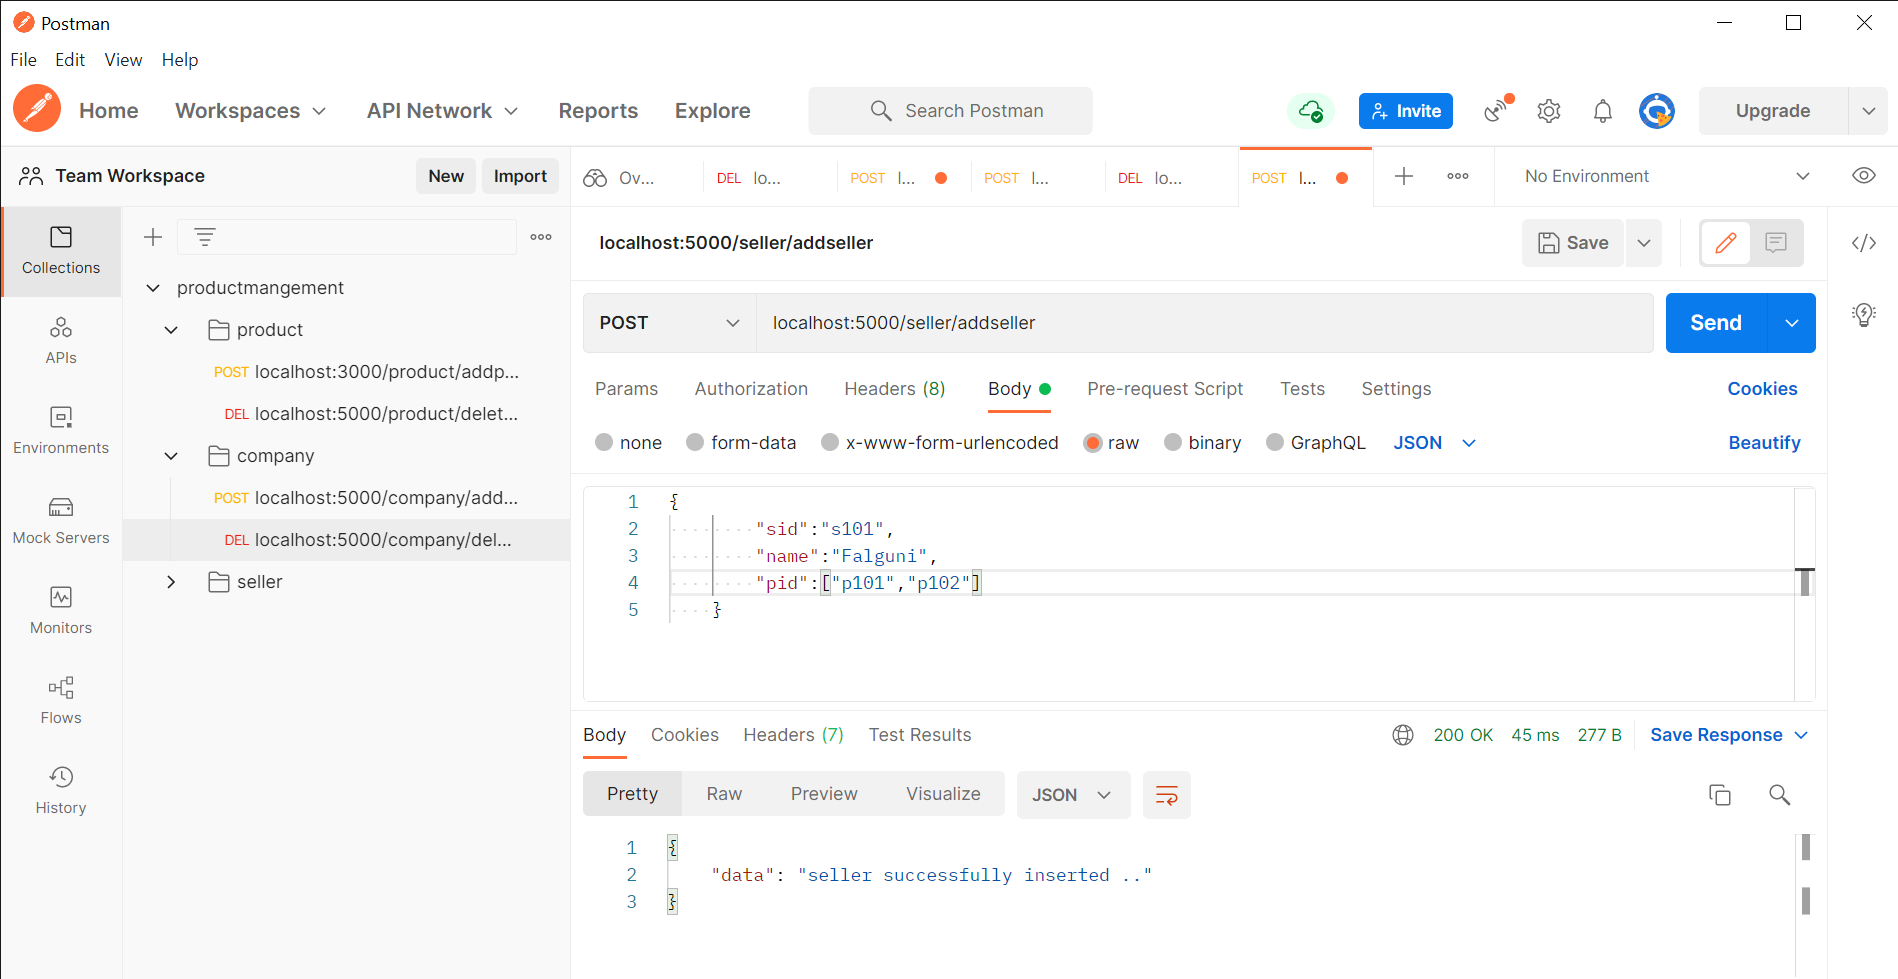 Postman
File Edit View Help
Home Workspaces API Network Reports Explore Search Postman Invite Upgrade
Team Workspace New Import
Ov... DEL lo... POST l... POST l... DEL lo... POST l... No Environment
Collections
APIs
Environments
Mock Servers
Monitors
Flows
History
productmangement
product
POST localhost:3000/product/addp...
DEL localhost:5000/product/delet...
company
POST localhost:5000/company/add...
DEL localhost:5000/company/del...
seller
localhost:5000/seller/addseller Save
POST localhost:5000/seller/addseller Send
Params Authorization Headers (8) Body Pre-request Script Tests Settings Cookies
none form-data x-www-form-urlencoded raw binary GraphQL JSON Beautify
1 {
2 "sid":"s101",
3 "name":"Falguni",
4 "pid":["p101","p102"]
5 }
Body Cookies Headers (7) Test Results 200 OK 45 ms 277 B Save Response
Pretty Raw Preview Visualize JSON
1 {
2 "data": "seller successfully inserted .."
3 }